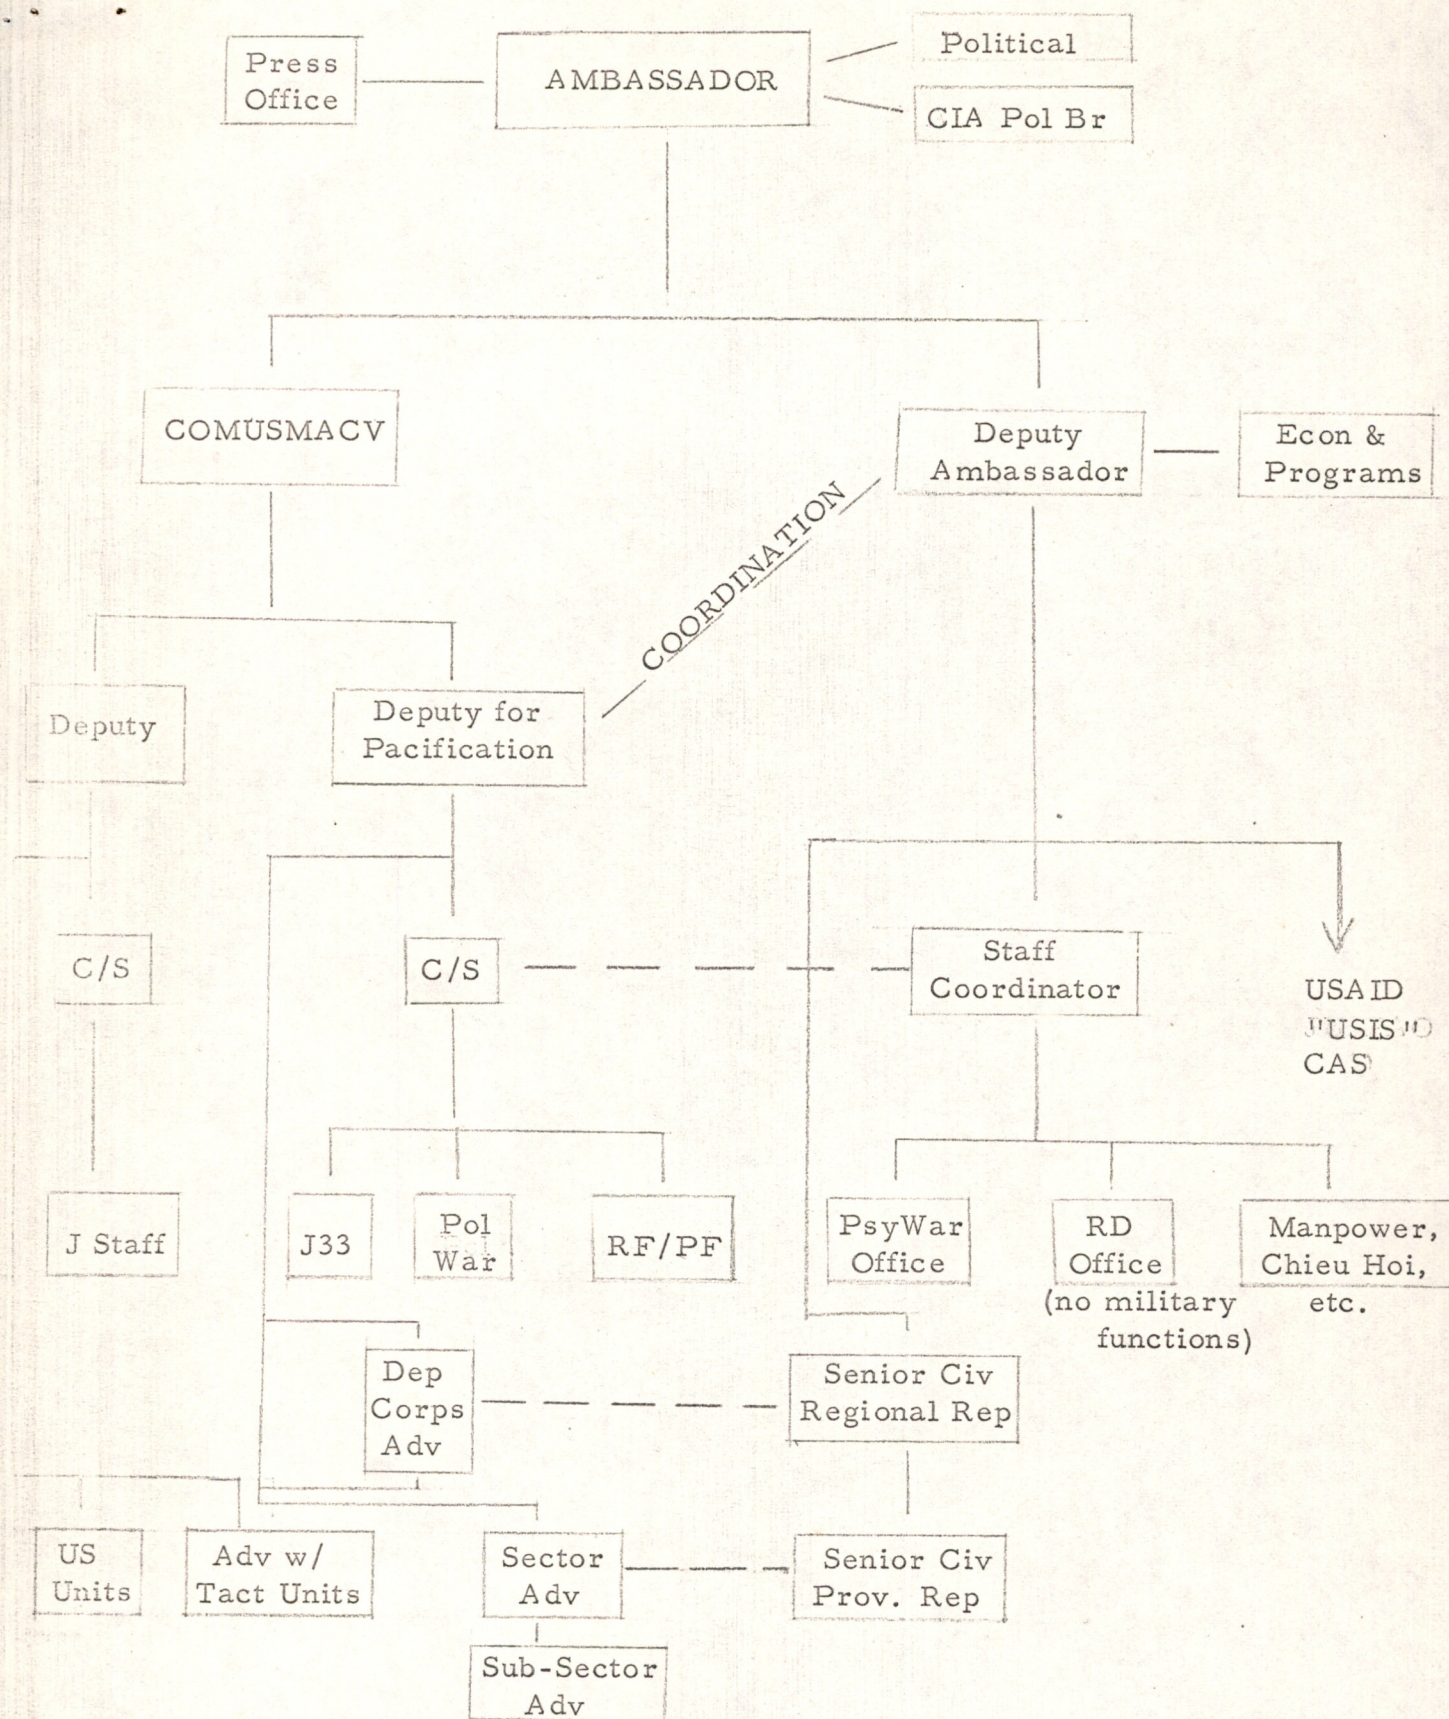 Press
Office
AMBASSADOR
Political
CIA Pol Br
COMUSMACV
Deputy
Ambassador
Econ &
Programs
COORDINATION
Deputy
Deputy for
Pacification
C/S
C/S
Staff
Coordinator
USAID
"USIS"
CAS
J Staff
J33
Pol
War
RF/PF
PsyWar
Office
RD
Office
(no military
functions)
Manpower,
Chieu Hoi,
etc.
Dep
Corps
Adv
Senior Civ
Regional Rep
US
Units
Adv w/
Tact Units
Sector
Adv
Senior Civ
Prov. Rep
Sub-Sector
Adv